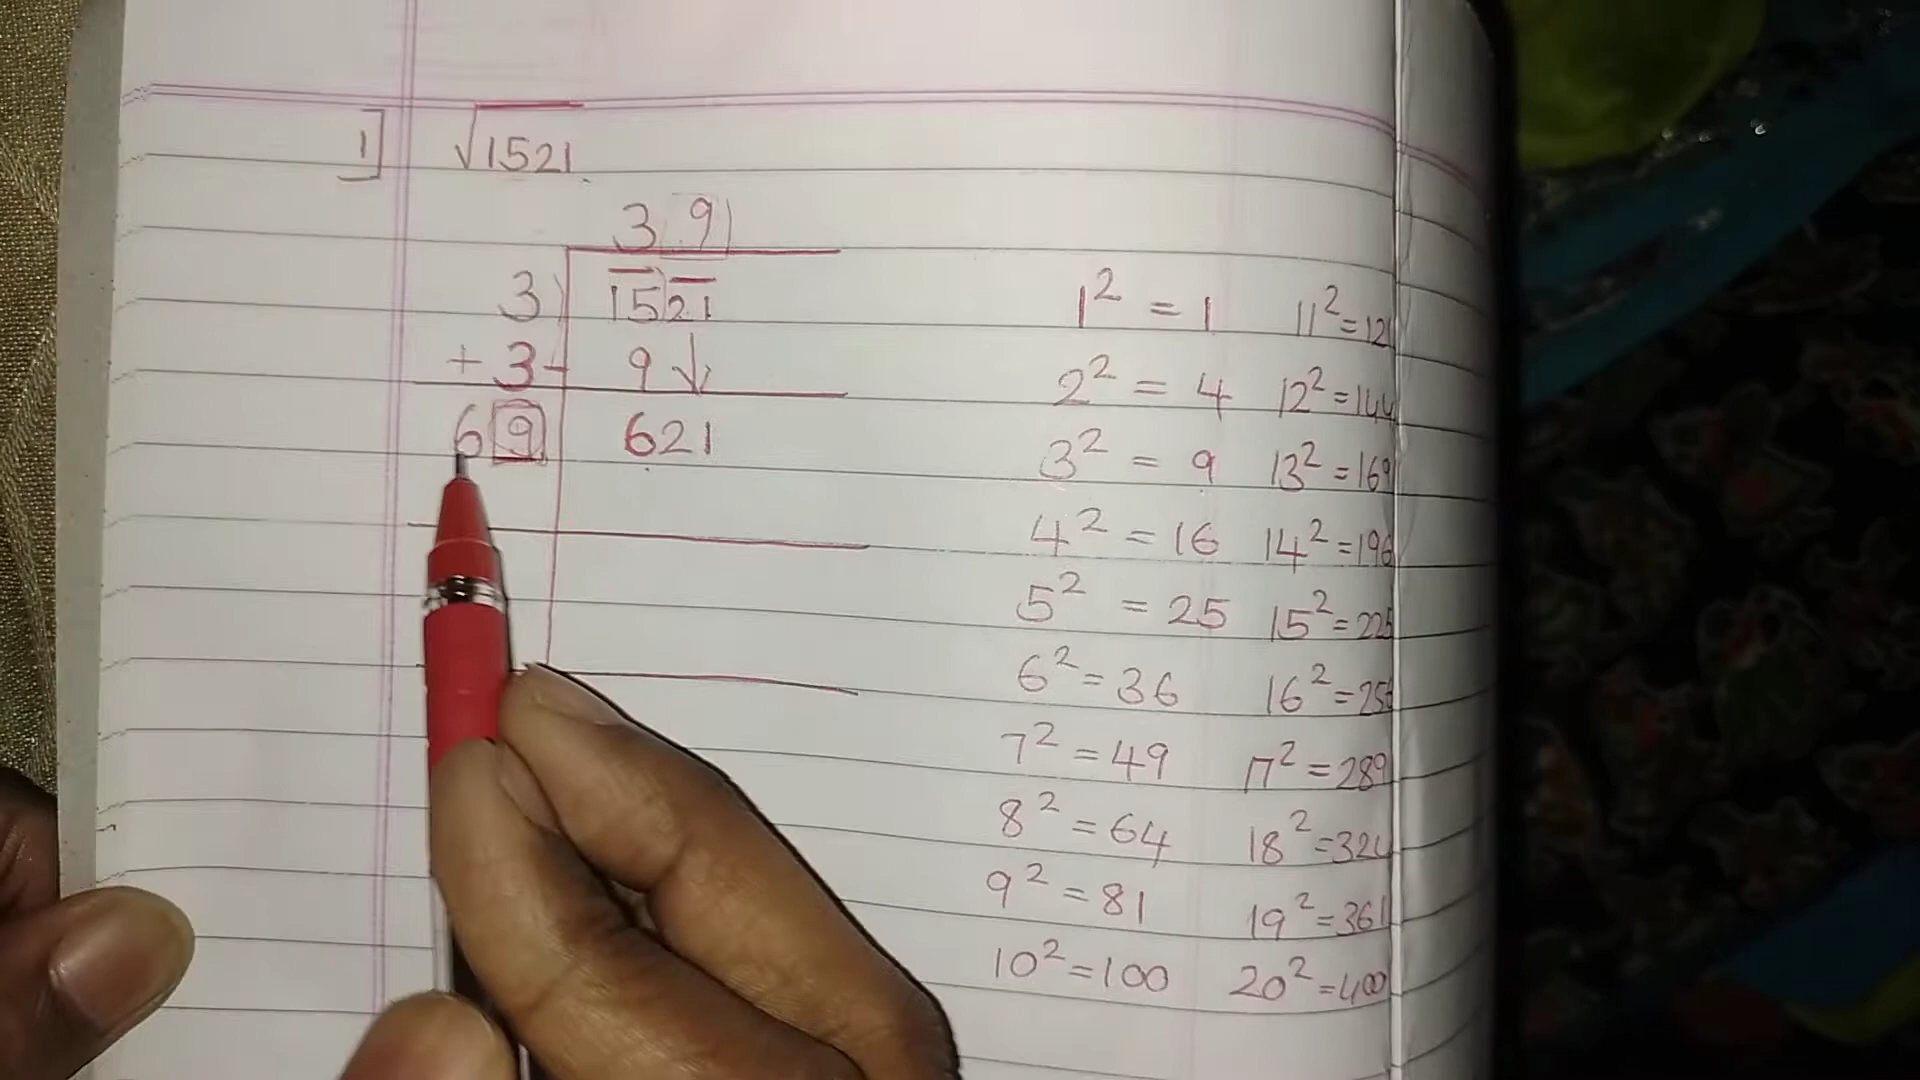 1] √1521
3 9
3) 15 21
+ 3 - 9 ↓
6 9 621
1² = 1 11² = 121
2² = 4 12² = 144
3² = 9 13² = 169
4² = 16 14² = 196
5² = 25 15² = 225
6² = 36 16² = 256
7² = 49 17² = 289
8² = 64 18² = 324
9² = 81 19² = 361
10² = 100 20² = 400